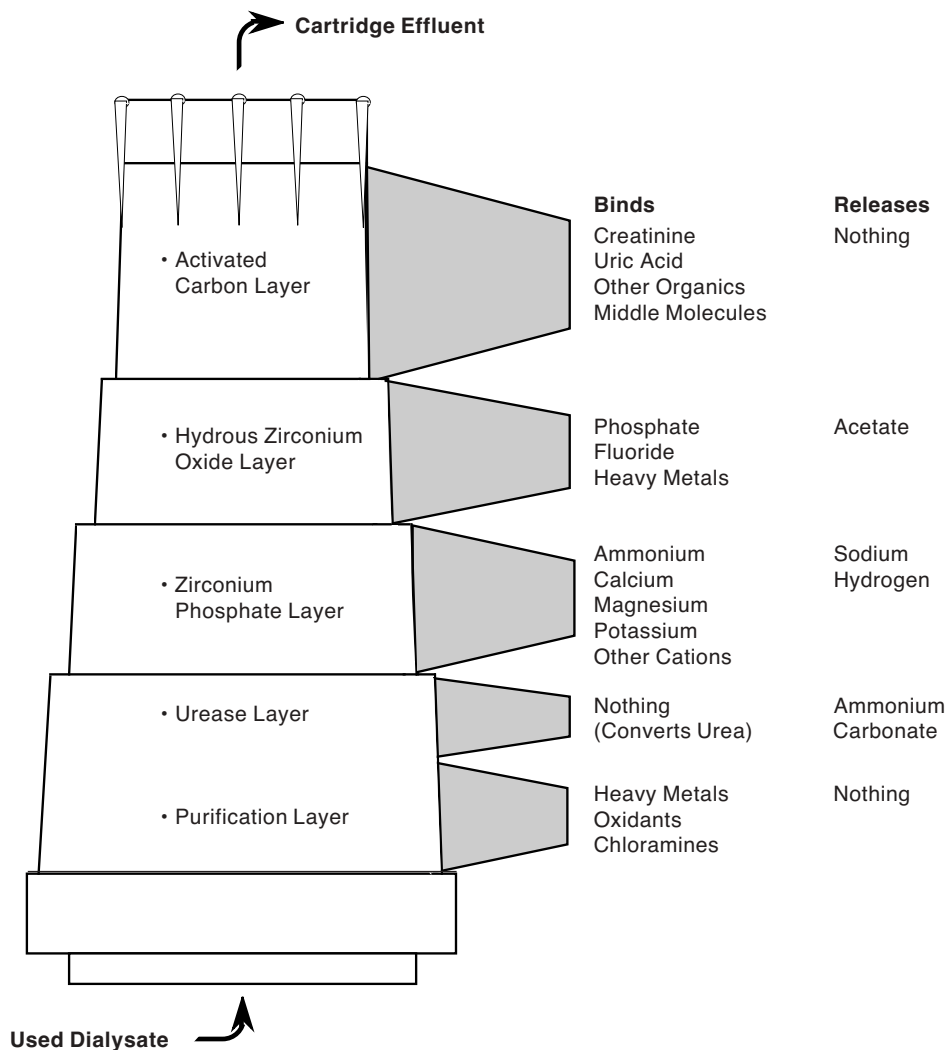 Cartridge Effluent
Binds Releases
• Activated
Carbon Layer
Creatinine Nothing
Uric Acid
Other Organics
Middle Molecules
• Hydrous Zirconium
Oxide Layer
Phosphate Acetate
Fluoride
Heavy Metals
• Zirconium
Phosphate Layer
Ammonium Sodium
Calcium Hydrogen
Magnesium
Potassium
Other Cations
• Urease Layer
Nothing Ammonium
(Converts Urea) Carbonate
• Purification Layer
Heavy Metals Nothing
Oxidants
Chloramines
Used Dialysate